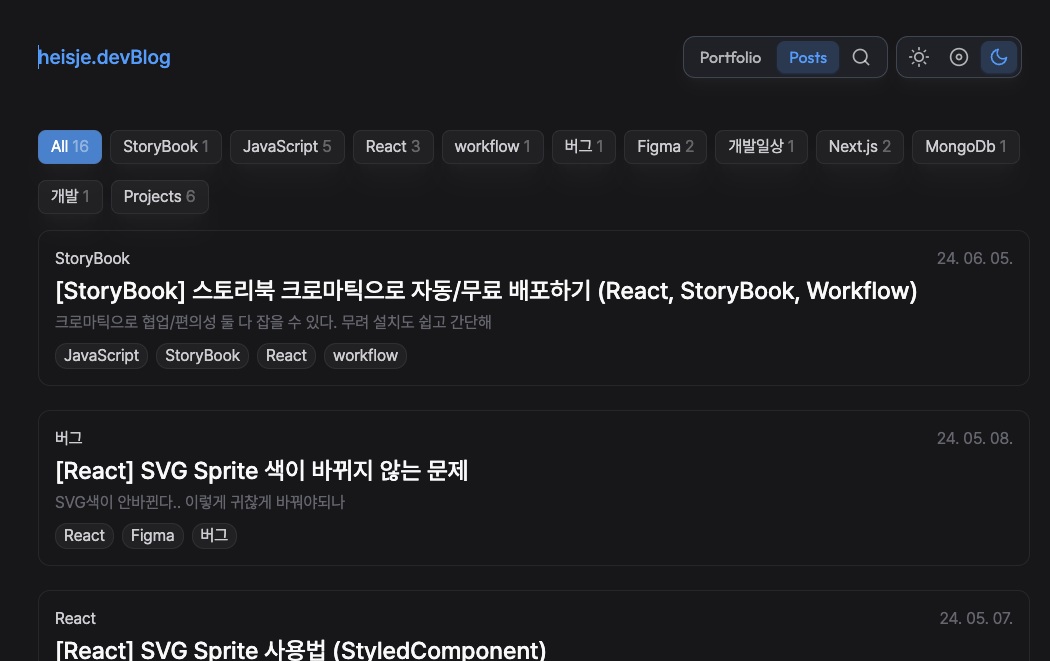 heisje.devBlog
Portfolio Posts
All 16 StoryBook 1 JavaScript 5 React 3 workflow 1 버그 1 Figma 2 개발일상 1 Next.js 2 MongoDb 1
개발 1 Projects 6
StoryBook 24. 06. 05.
[StoryBook] 스토리북 크로마틱으로 자동/무료 배포하기 (React, StoryBook, Workflow)
크로마틱으로 협업/편의성 둘 다 잡을 수 있다. 무려 설치도 쉽고 간단해
JavaScript StoryBook React workflow
버그 24. 05. 08.
[React] SVG Sprite 색이 바뀌지 않는 문제
SVG색이 안바뀐다.. 이렇게 귀찮게 바꿔야되나
React Figma 버그
React 24. 05. 07.
[React] SVG Sprite 사용법 (StyledComponent)